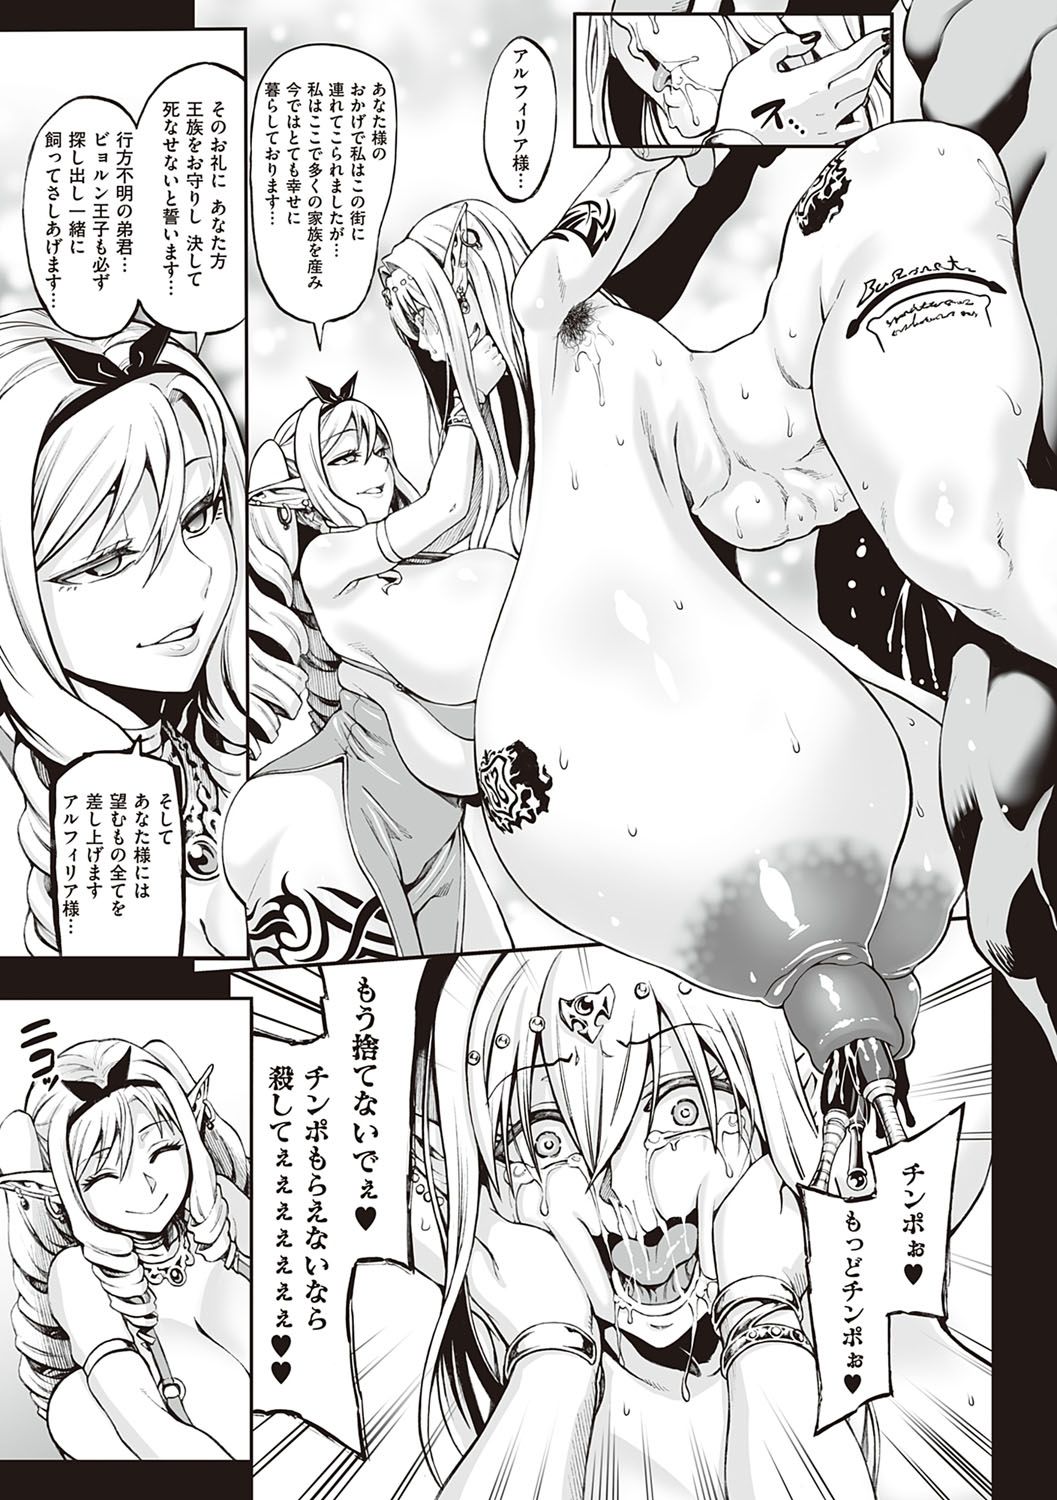 ス…
アルフィリア様…
あなた様の
おかげで私はこの街に
連れてこられましたが…
私はここで多くの家族を産み
今ではとても幸せに
暮らしております…
そのお礼に あなた方
王族をお守りし 決して
死なせないと誓います…
行方不明の弟君…
ビョルン王子も必ず
探し出し一緒に
飼ってさしあげます…
そして
あなた様には
望むもの全てを
差し上げます
アルフィリア様…
チンポぉ♥
もっどチンポぉ♥
もう捨てないでぇ♥
チンポもらえないなら
殺してぇぇぇぇぇぇ♥♥
ニコッ